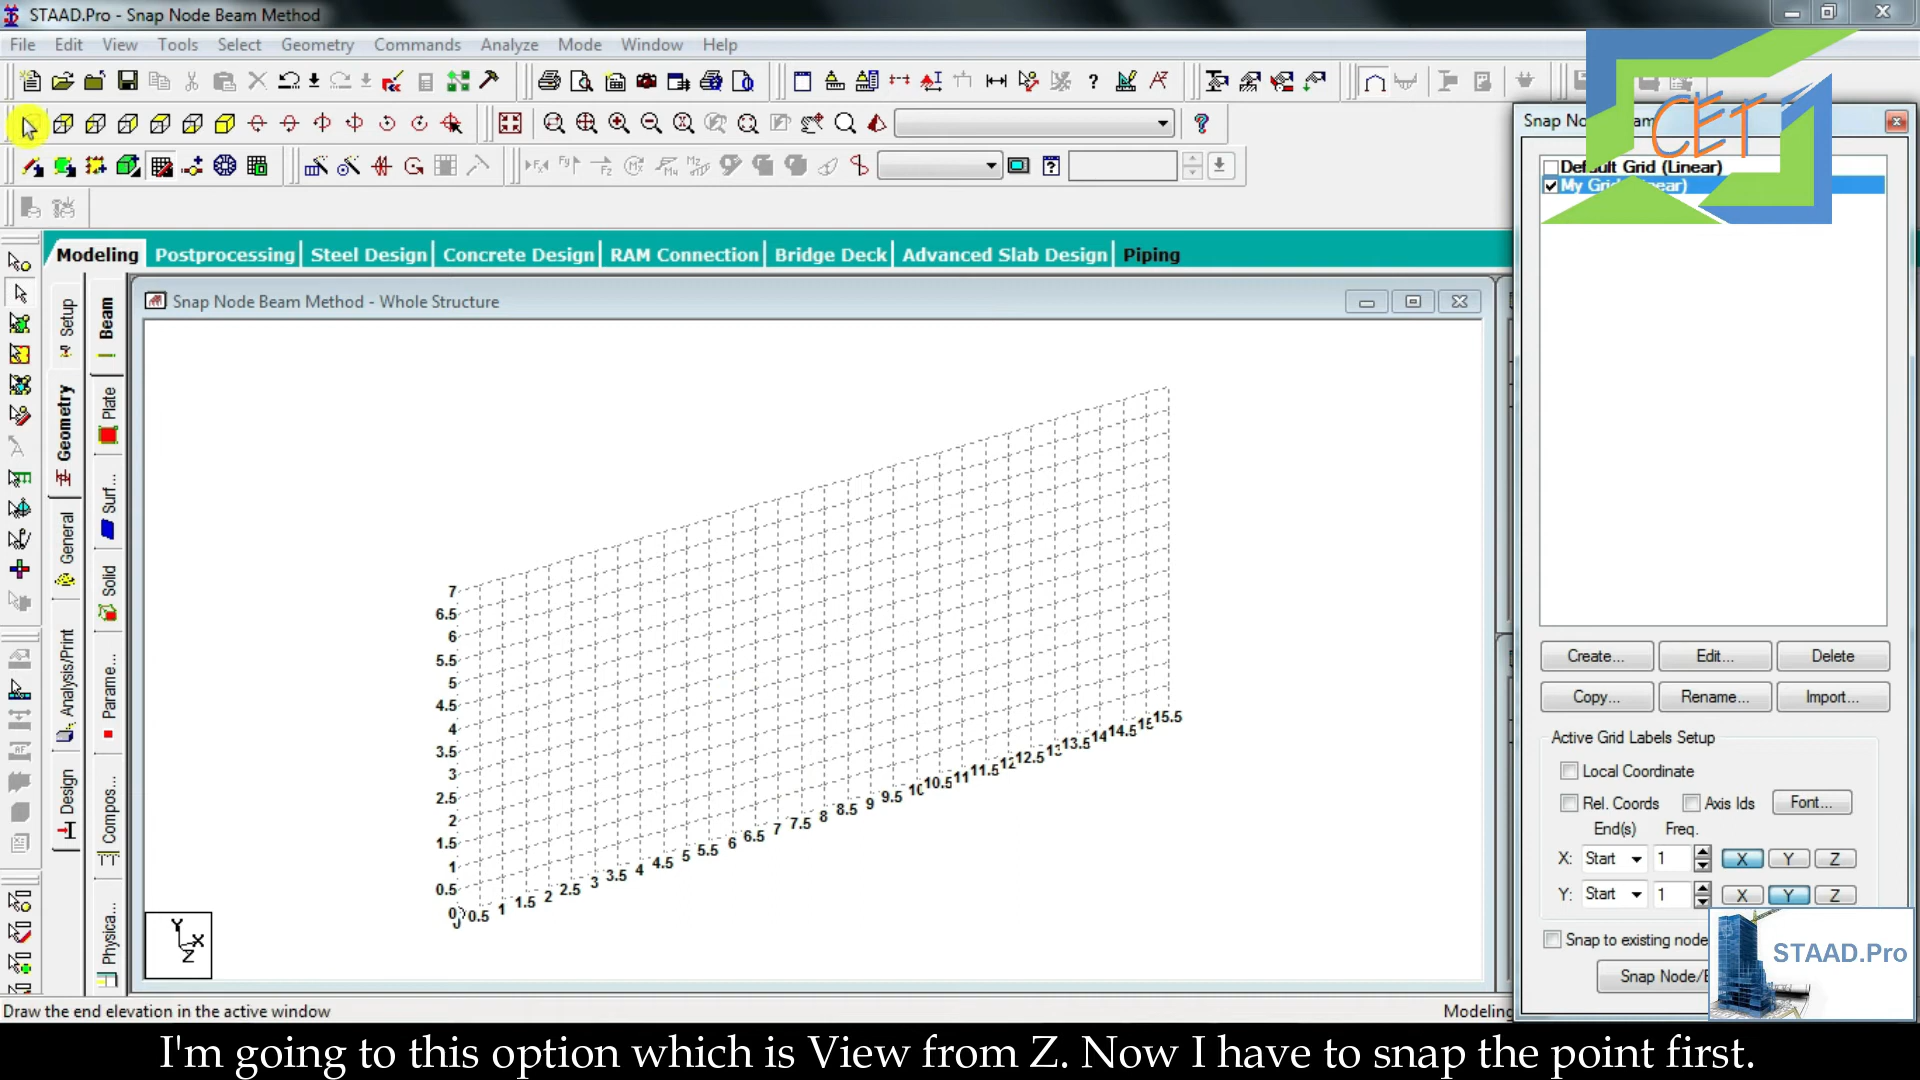 STAAD.Pro - Snap Node Beam Method
File Edit View Tools Select Geometry Commands Analyze Mode Window Help
CET
Default Grid (Linear)
Modeling Postprocessing Steel Design Concrete Design RAM Connection Bridge Deck Advanced Slab Design Piping
Snap Node Beam Method - Whole Structure
Setup
Geometry
General
Analysis/Print
Design
Beam
Plate
Surf...
Solid
Parame...
Compos...
Physica...
7
6.5
6
5.5
5
4.5
4
3.5
3
2.5
2
1.5
1
0.5
0
0.5 1 1.5 2 2.5 3 3.5 4 4.5 5 5.5 6 6.5 7 7.5 8 8.5 9 9.5 10 10.5 11 11.5 12 12.5 13 13.5 14 14.5 15 15.5
Y
X
Z
Create... Edit... Delete
Copy... Rename... Import...
Active Grid Labels Setup
Local Coordinate
Rel. Coords Axis Ids Font...
End(s) Freq.
X: Start 1 X Y Z
Y: Start 1 X Y Z
Snap to existing node
Snap Node/B
STAAD.Pro
Draw the end elevation in the active window
Modeling
I'm going to this option which is View from Z. Now I have to snap the point first.